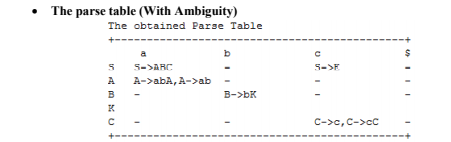 • The parse table (With Ambiguity)
The obtained Parse Table
+--------------------------------------------------+
a b c $
S S->ABC - S->K -
A A->abA,A->ab - - -
B - B->bK - -
K
C - - C->c,C->cC -
+--------------------------------------------------+